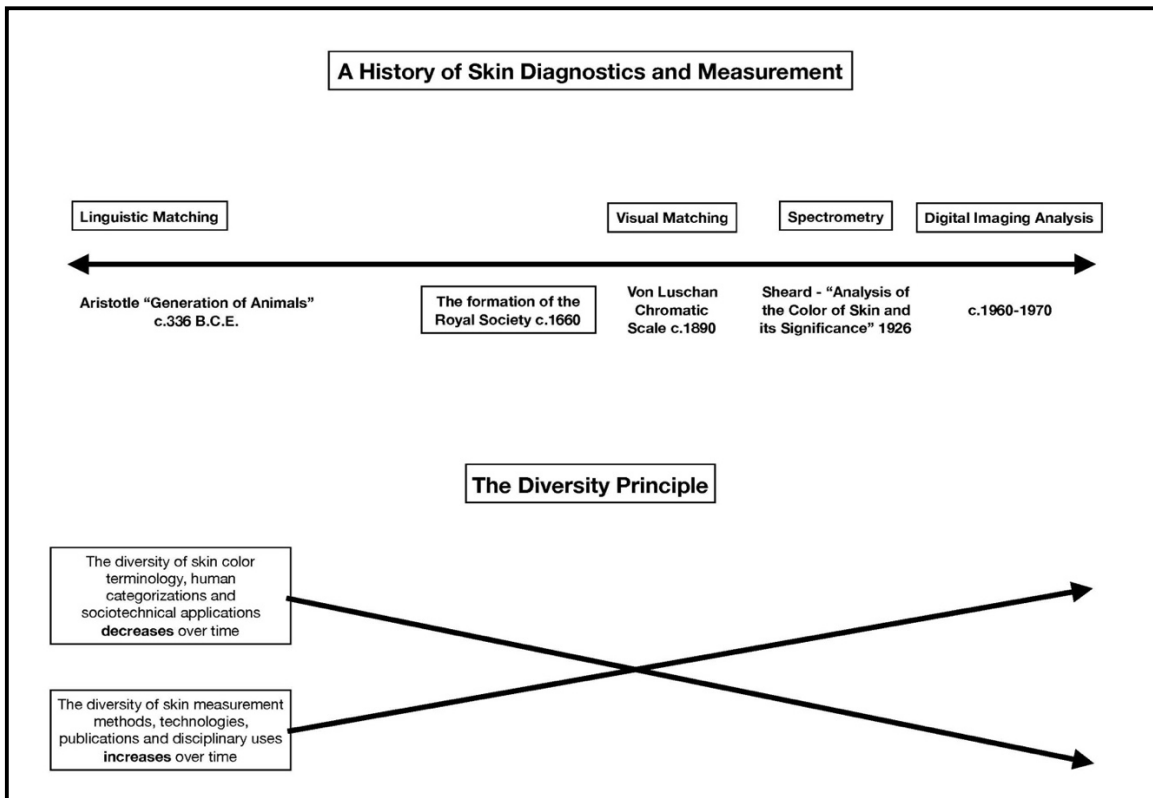 A History of Skin Diagnostics and Measurement
Linguistic Matching
Visual Matching
Spectrometry
Digital Imaging Analysis
Aristotle “Generation of Animals”
c.336 B.C.E.
The formation of the
Royal Society c.1660
Von Luschan
Chromatic
Scale c.1890
Sheard - “Analysis of
the Color of Skin and
its Significance” 1926
c.1960-1970
The Diversity Principle
The diversity of skin color
terminology, human
categorizations and
sociotechnical applications
decreases over time
The diversity of skin measurement
methods, technologies,
publications and disciplinary uses
increases over time